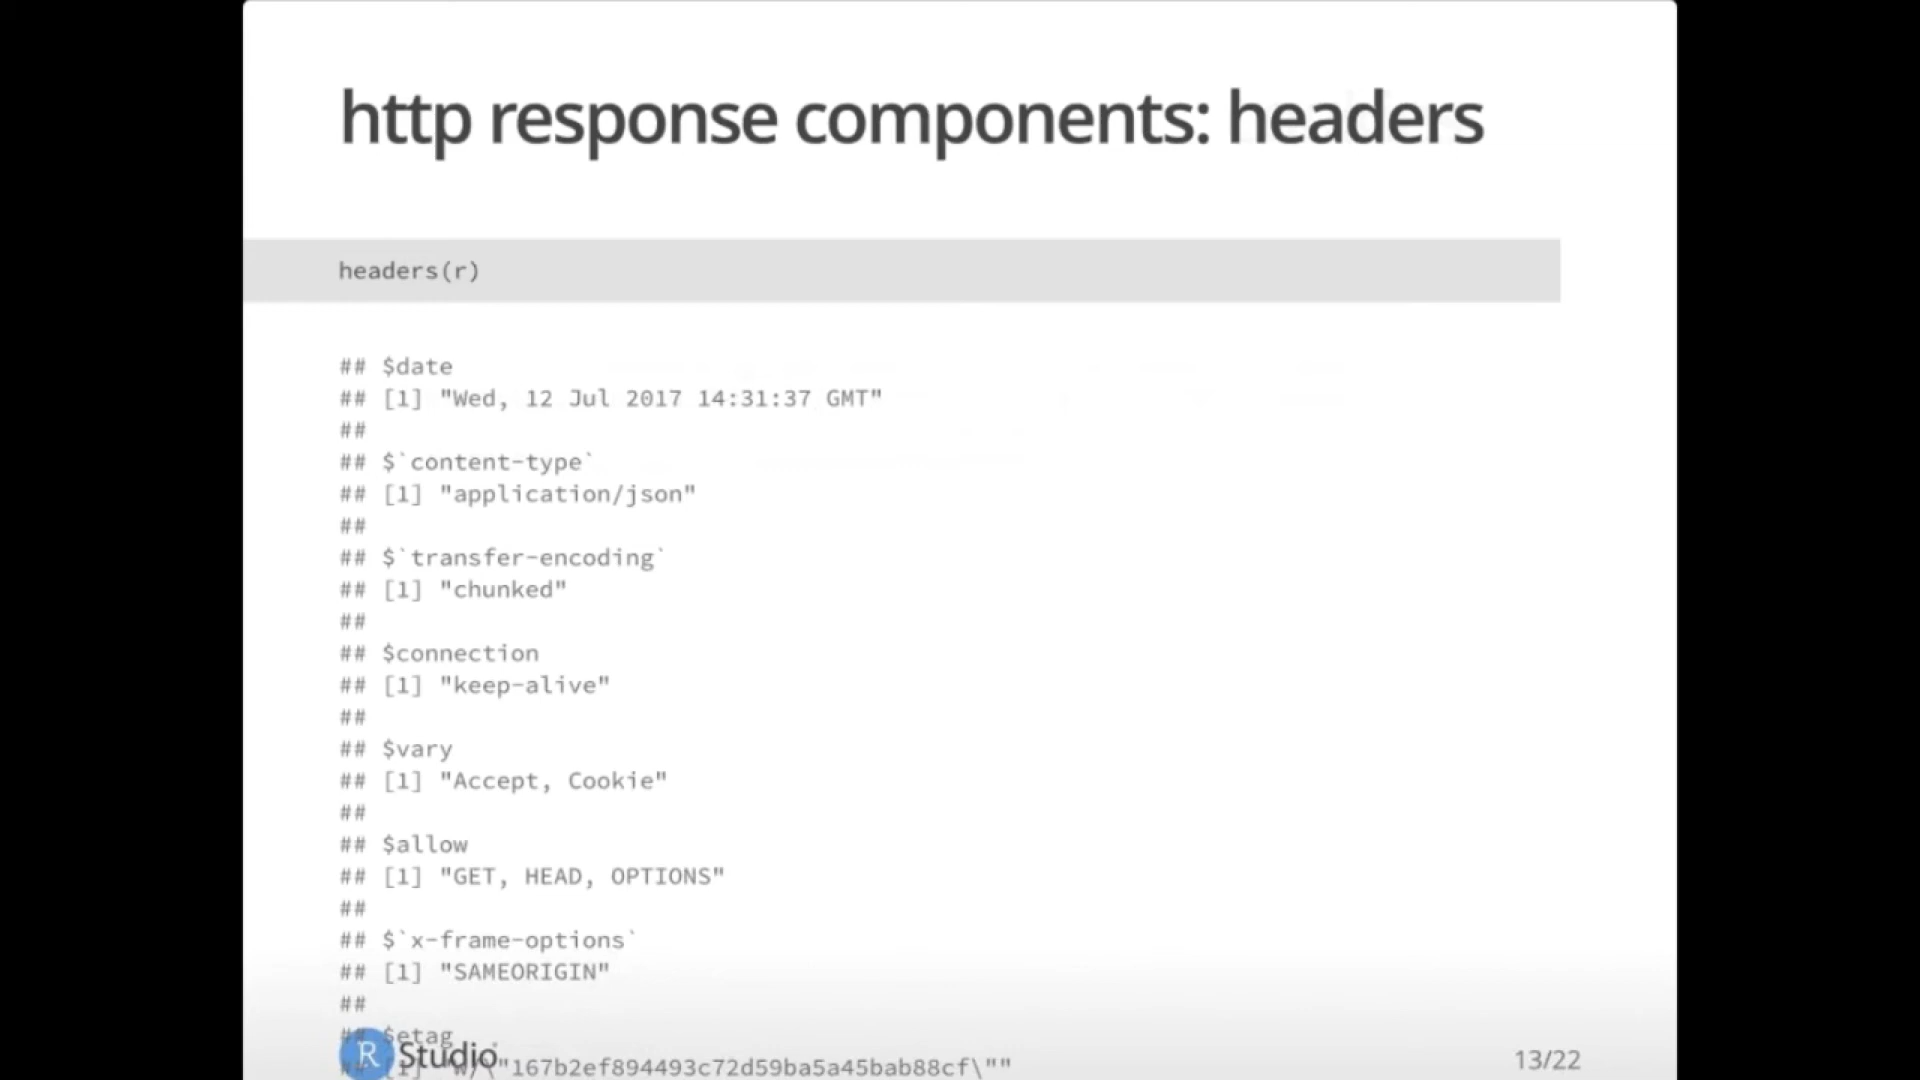 http response components: headers
headers(r)
## $date
## [1] "Wed, 12 Jul 2017 14:31:37 GMT"
##
## $`content-type`
## [1] "application/json"
##
## $`transfer-encoding`
## [1] "chunked"
##
## $connection
## [1] "keep-alive"
##
## $vary
## [1] "Accept, Cookie"
##
## $allow
## [1] "GET, HEAD, OPTIONS"
##
## $`x-frame-options`
## [1] "SAMEORIGIN"
##
## $etag
## [1] "W/\"167b2ef894493c72d59ba5a45bab88cf\""
R Studio
13/22